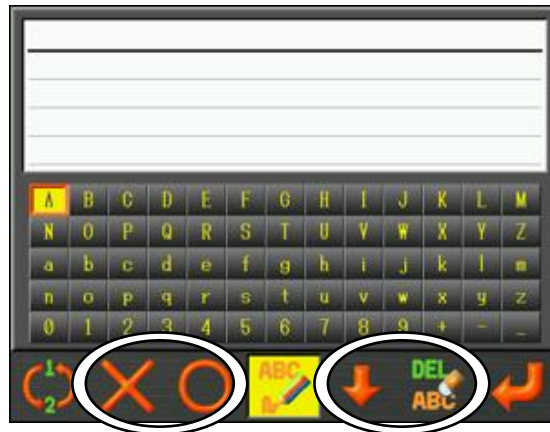 A B C D E F G H I J K L M
N O P Q R S T U V W X Y Z
a b c d e f g h i j k l m
n o p q r s t u v w x y z
0 1 2 3 4 5 6 7 8 9 + - _
1 2 ABC DEL ABC